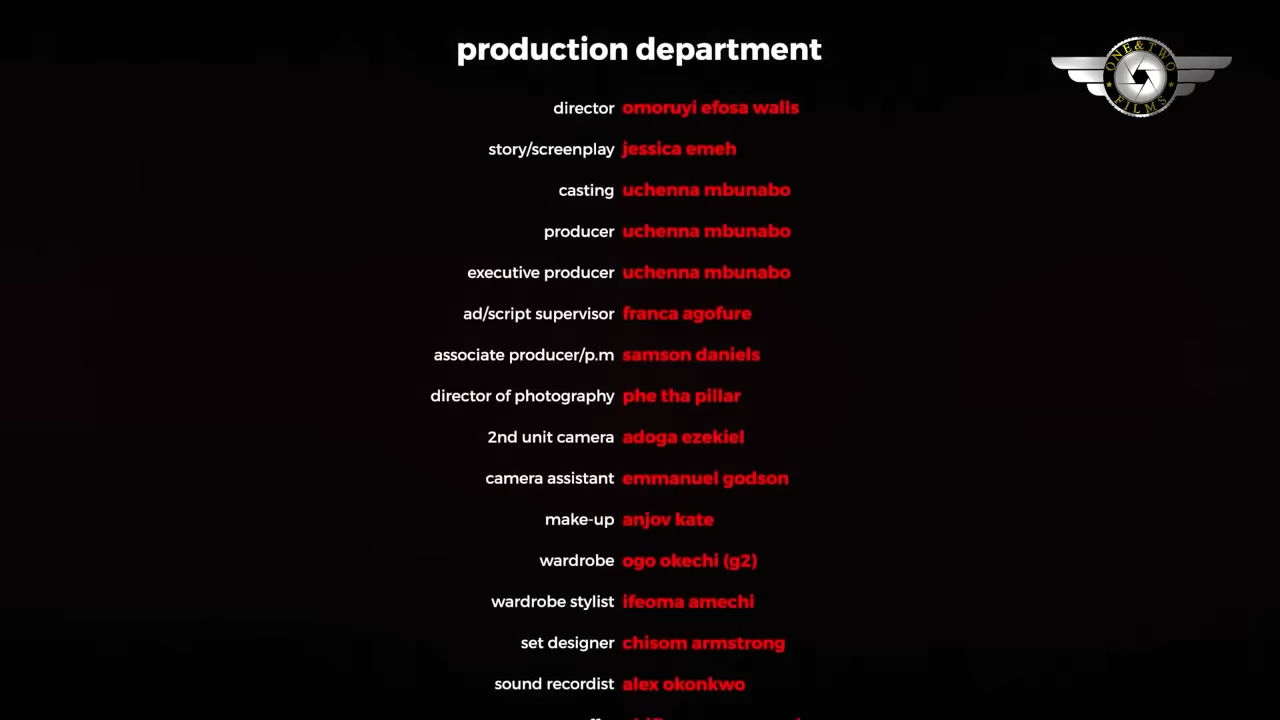 production department
ONE&TWO
FILMS
director omoruyi efosa walls
story/screenplay jessica emeh
casting uchenna mbunabo
producer uchenna mbunabo
executive producer uchenna mbunabo
ad/script supervisor franca agofure
associate producer/p.m samson daniels
director of photography phe tha pillar
2nd unit camera adoga ezekiel
camera assistant emmanuel godson
make-up anjov kate
wardrobe ogo okechi (g2)
wardrobe stylist ifeoma amechi
set designer chisom armstrong
sound recordist alex okonkwo